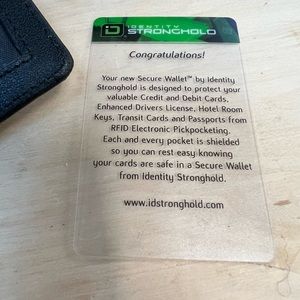 IDENTITY
STRONGHOLD
Congratulations!
Your new Secure Wallet™ by Identity
Stronghold is designed to protect your
valuable Credit and Debit Cards,
Enhanced Drivers License, Hotel Room
Keys, Transit Cards and Passports from
RFID Electronic Pickpocketing.
Each and every pocket is shielded
so you can rest easy knowing
your cards are safe in a Secure Wallet
from Identity Stronghold.
www.idstronghold.com